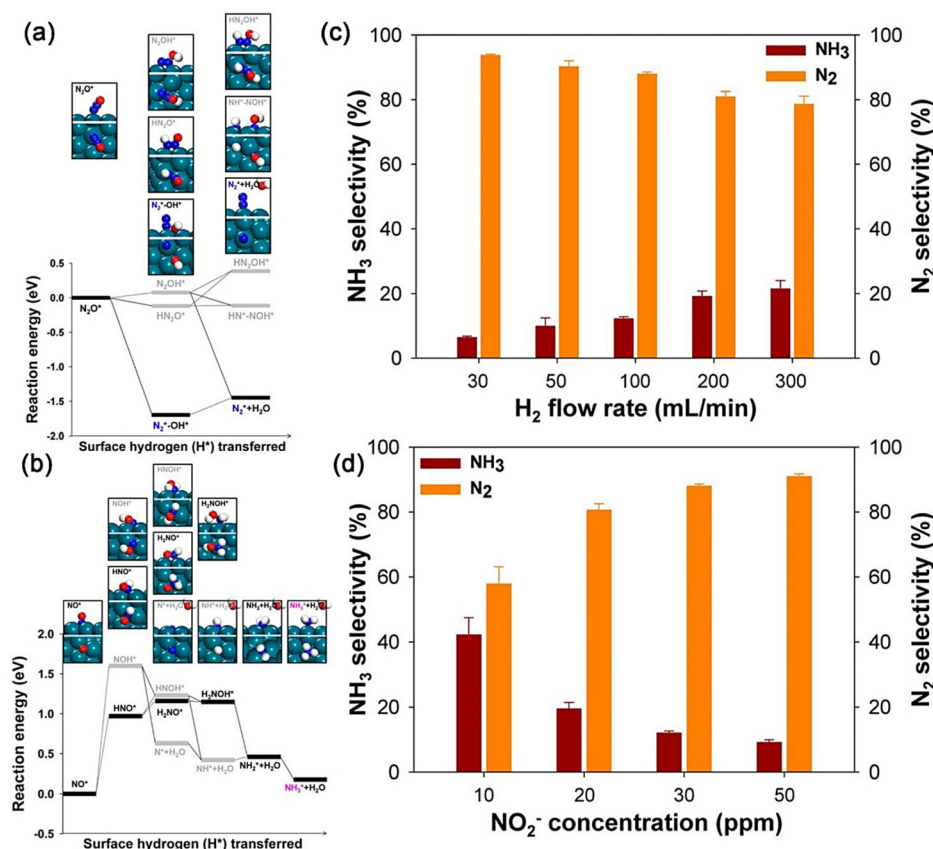 (a)
HN₂OH*
N₂OH*
N₂O*
HN₂O*
NH*-NOH*
N₂*-OH*
N₂*+H₂O
Reaction energy (eV)
0.5
0.0
-0.5
-1.0
-1.5
-2.0
N₂O*
N₂OH*
HN₂O*
HN₂OH*
HN*-NOH*
N₂*-OH*
N₂*+H₂O
Surface hydrogen (H*) transferred
(b)
HNOH*
NOH*
H₂NOH*
H₂NO*
HNO*
NO*
N*+H₂O
NH*+H₂O
NH₂+H₂O
NH₃*+H₂O
Reaction energy (eV)
2.0
1.5
1.0
0.5
0.0
-0.5
NO*
NOH*
HNO*
HNOH*
H₂NO*
N*+H₂O
H₂NOH*
NH*+H₂O
NH₂*+H₂O
NH₃*+H₂O
Surface hydrogen (H*) transferred
(c)
NH₃ selectivity (%)
100
80
60
40
20
0
NH₃
N₂
100
80
60
40
20
0
N₂ selectivity (%)
30 50 100 200 300
H₂ flow rate (mL/min)
(d)
NH₃ selectivity (%)
100
80
60
40
20
0
NH₃
N₂
100
80
60
40
20
0
N₂ selectivity (%)
10 20 30 50
NO₂⁻ concentration (ppm)